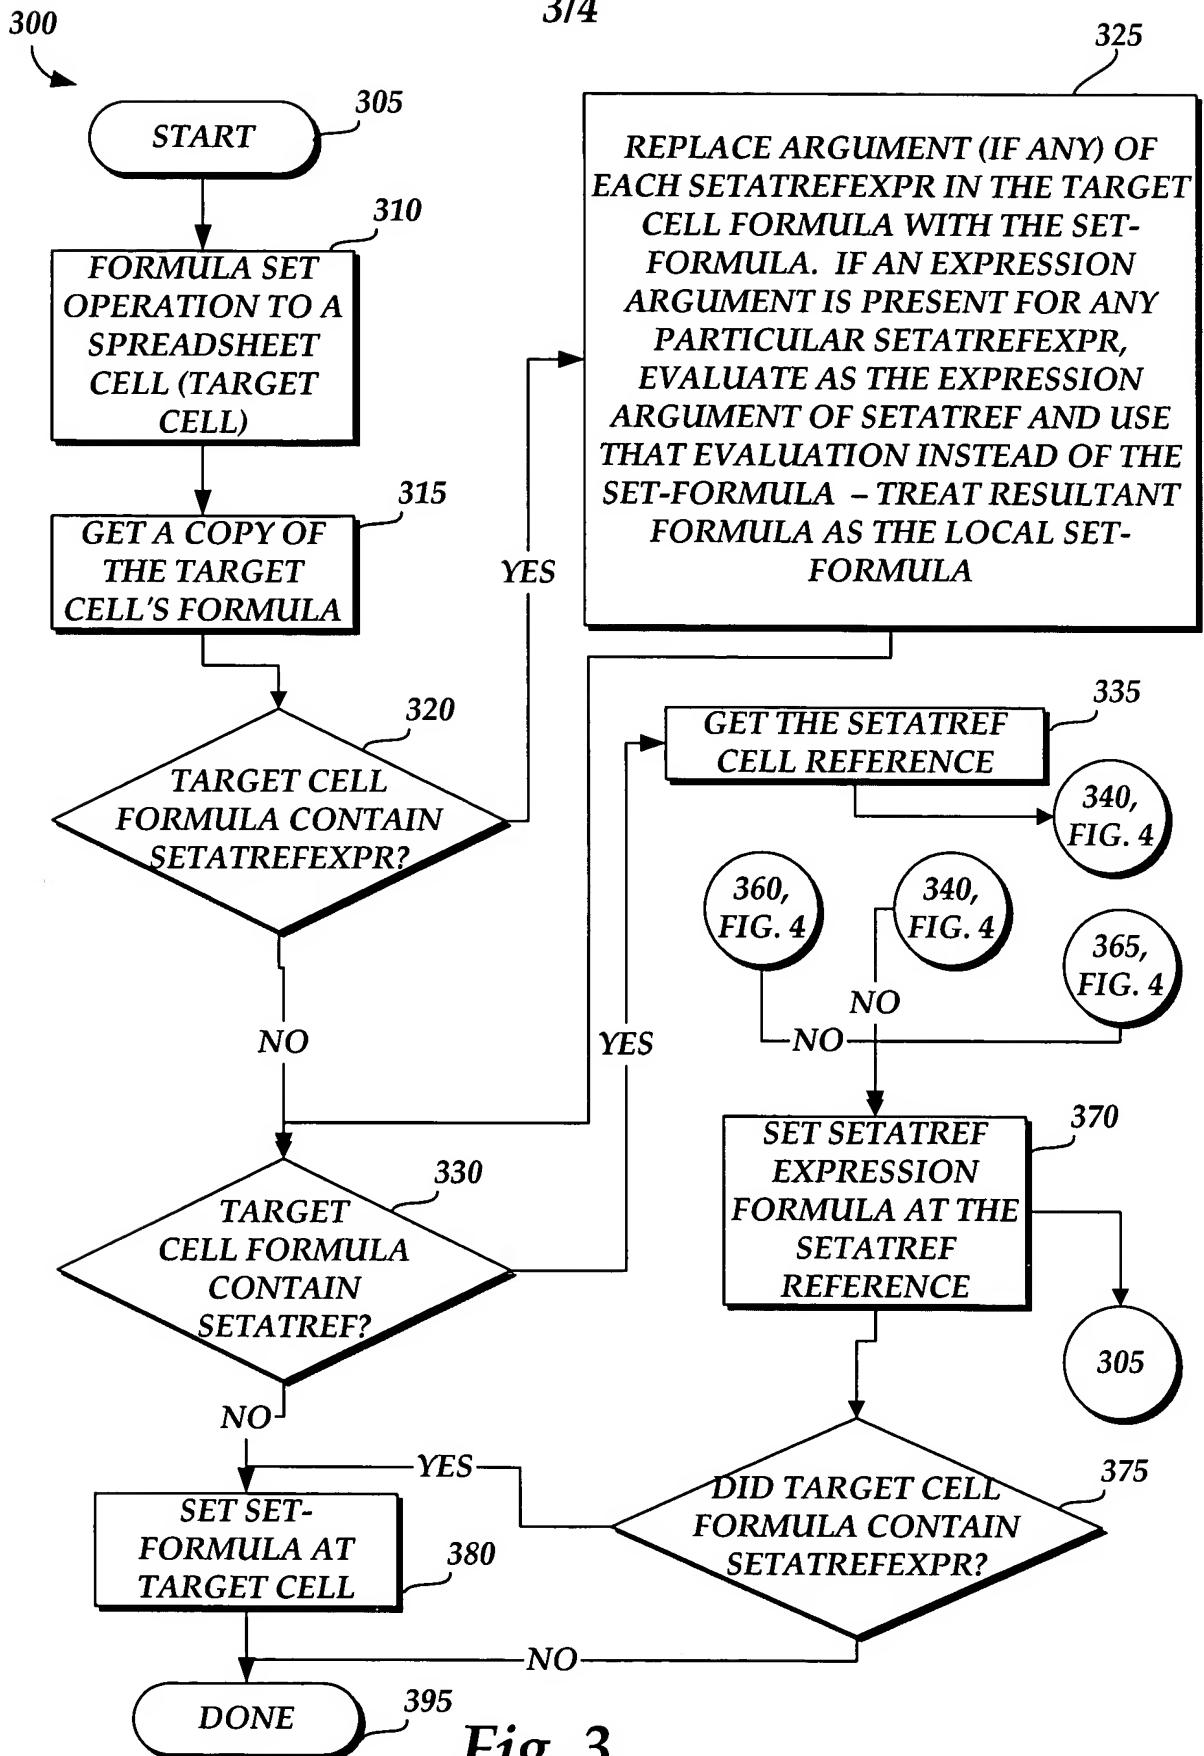 3/4
300
305
START
310
FORMULA SET
OPERATION TO A
SPREADSHEET
CELL (TARGET
CELL)
315
GET A COPY OF
THE TARGET
CELL'S FORMULA
320
TARGET CELL
FORMULA CONTAIN
SETATREFEXPR?
YES
NO
325
REPLACE ARGUMENT (IF ANY) OF
EACH SETATREFEXPR IN THE TARGET
CELL FORMULA WITH THE SET-
FORMULA. IF AN EXPRESSION
ARGUMENT IS PRESENT FOR ANY
PARTICULAR SETATREFEXPR,
EVALUATE AS THE EXPRESSION
ARGUMENT OF SETATREF AND USE
THAT EVALUATION INSTEAD OF THE
SET-FORMULA – TREAT RESULTANT
FORMULA AS THE LOCAL SET-
FORMULA
330
TARGET
CELL FORMULA
CONTAIN
SETATREF?
YES
NO
335
GET THE SETATREF
CELL REFERENCE
340,
FIG. 4
360,
FIG. 4
340,
FIG. 4
365,
FIG. 4
NO
NO
370
SET SETATREF
EXPRESSION
FORMULA AT THE
SETATREF
REFERENCE
305
375
DID TARGET CELL
FORMULA CONTAIN
SETATREFEXPR?
YES
NO
380
SET SET-
FORMULA AT
TARGET CELL
395
DONE
Fig. 3